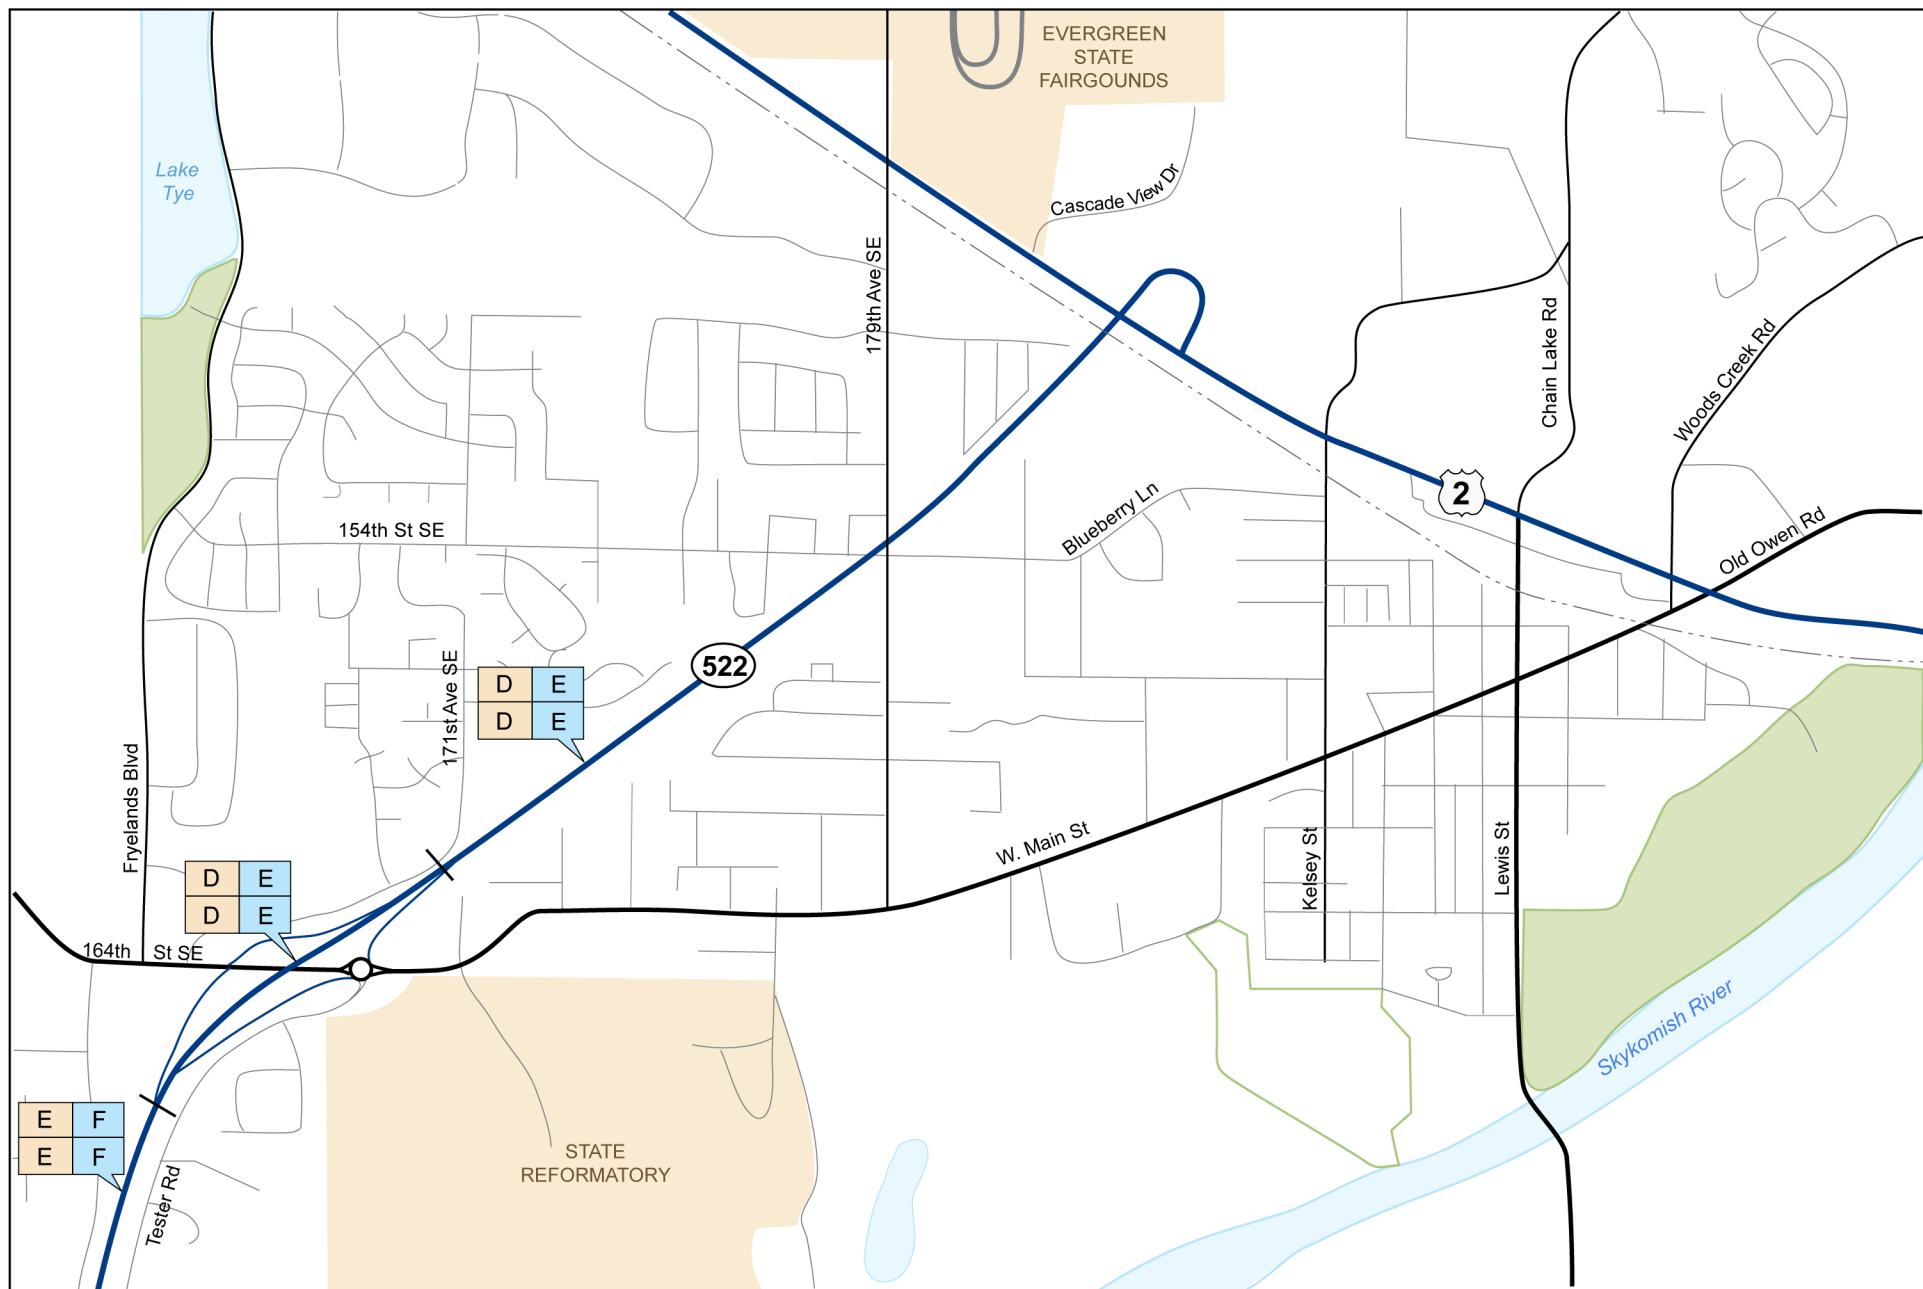 EVERGREEN
STATE
FAIRGOUNDS
Lake
Tye
Cascade View Dr
179th Ave SE
Chain Lake Rd
Woods Creek Rd
2
Blueberry Ln
154th St SE
Old Owen Rd
522
171st Ave SE
D E
D E
Fryelands Blvd
W. Main St
Kelsey St
Lewis St
D E
D E
164th St SE
Skykomish River
E F
E F
Tester Rd
STATE
REFORMATORY